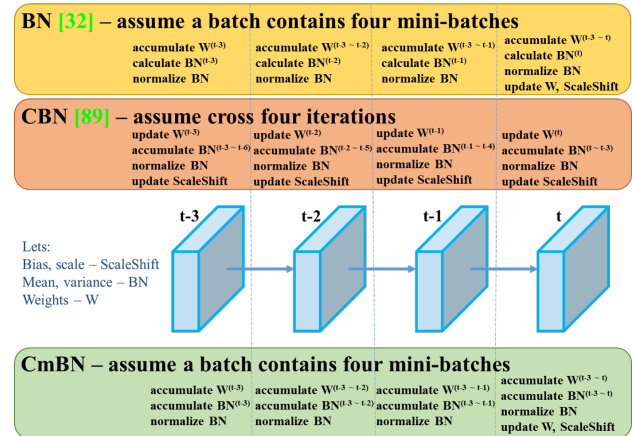 BN [32] – assume a batch contains four mini-batches
accumulate W(t-3) accumulate W(t-3 ~ t-2) accumulate W(t-3 ~ t-1) accumulate W(t-3 ~ t)
calculate BN(t-3) calculate BN(t-2) calculate BN(t-1) calculate BN(t)
normalize BN normalize BN normalize BN normalize BN
update W, ScaleShift
CBN [89] – assume cross four iterations
update W(t-3) update W(t-2) update W(t-1) update W(t)
accumulate BN(t-3 ~ t-6) accumulate BN(t-2 ~ t-5) accumulate BN(t-1 ~ t-4) accumulate BN(t ~ t-3)
normalize BN normalize BN normalize BN normalize BN
update ScaleShift update ScaleShift update ScaleShift update ScaleShift
t-3 t-2 t-1 t
Lets:
Bias, scale – ScaleShift
Mean, variance – BN
Weights – W
CmBN – assume a batch contains four mini-batches
accumulate W(t-3) accumulate W(t-3 ~ t-2) accumulate W(t-3 ~ t-1) accumulate W(t-3 ~ t)
accumulate BN(t-3) accumulate BN(t-3 ~ t-2) accumulate BN(t-3 ~ t-1) accumulate BN(t-3 ~ t)
normalize BN normalize BN normalize BN normalize BN
update W, ScaleShift